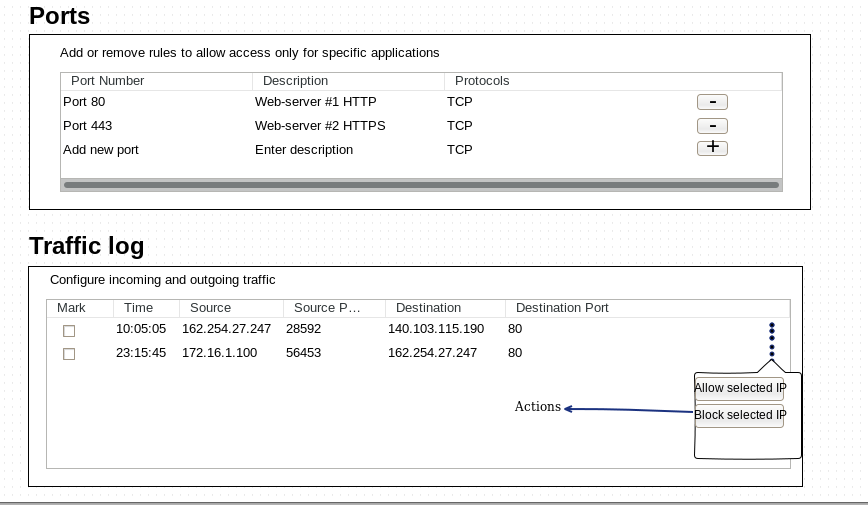 Ports
Add or remove rules to allow access only for specific applications
Port Number Description Protocols
Port 80 Web-server #1 HTTP TCP -
Port 443 Web-server #2 HTTPS TCP -
Add new port Enter description TCP +
Traffic log
Configure incoming and outgoing traffic
Mark Time Source Source P... Destination Destination Port
10:05:05 162.254.27.247 28592 140.103.115.190 80
23:15:45 172.16.1.100 56453 162.254.27.247 80
Allow selected IP
Actions
Block selected IP